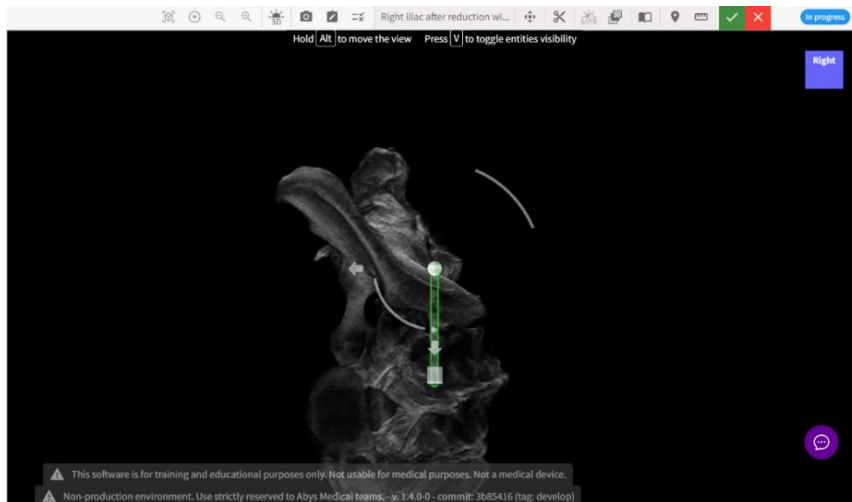 3D
Right iliac after reduction wi...
In progress
Hold Alt to move the view Press V to toggle entities visibility
Right
This software is for training and educational purposes only. Not usable for medical purposes. Not a medical device.
Non-production environment. Use strictly reserved to Abys Medical teams. - v. 1.4.0-0 - commit: 3b85416 (tag: develop)